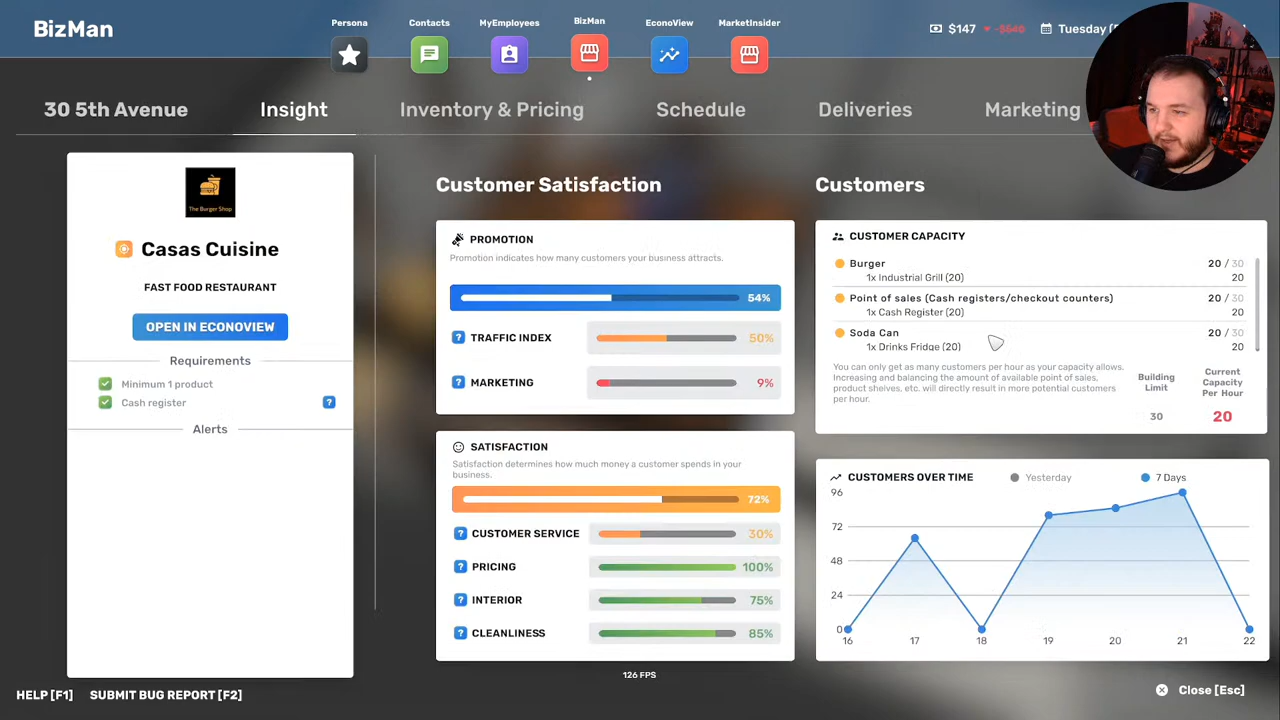 BizMan
Persona
Contacts
MyEmployees
BizMan
EconoView
MarketInsider
$147
-$540
Tuesday
30 5th Avenue
Insight
Inventory & Pricing
Schedule
Deliveries
Marketing
The Burger Shop
Casas Cuisine
FAST FOOD RESTAURANT
OPEN IN ECONOVIEW
Requirements
Minimum 1 product
Cash register ?
Alerts
Customer Satisfaction
PROMOTION
Promotion indicates how many customers your business attracts.
54%
? TRAFFIC INDEX 50%
? MARKETING 9%
SATISFACTION
Satisfaction determines how much money a customer spends in your
business.
72%
? CUSTOMER SERVICE 30%
? PRICING 100%
? INTERIOR 75%
? CLEANLINESS 85%
Customers
CUSTOMER CAPACITY
Burger 20 / 30
1x Industrial Grill (20) 20
Point of sales (Cash registers/checkout counters) 20 / 30
1x Cash Register (20) 20
Soda Can 20 / 30
1x Drinks Fridge (20) 20
You can only get as many customers per hour as your capacity allows.
Increasing and balancing the amount of available point of sales,
product shelves, etc. will directly result in more potential customers
per hour.
Building
Limit
30
Current
Capacity
Per Hour
20
CUSTOMERS OVER TIME
Yesterday
7 Days
96
72
48
24
0
16 17 18 19 20 21 22
126 FPS
HELP [F1]
SUBMIT BUG REPORT [F2]
Close [Esc]